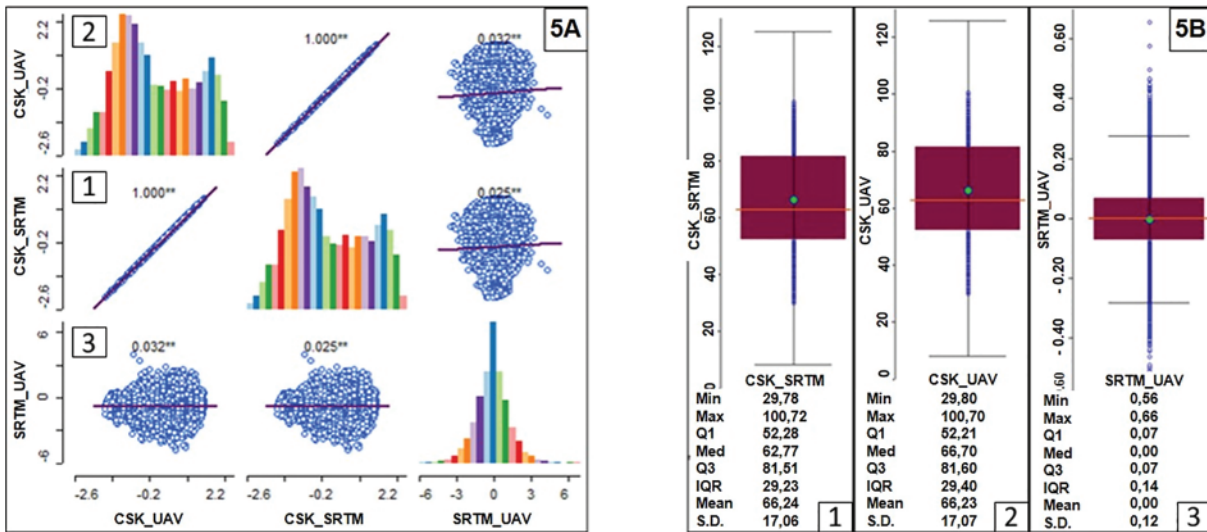 5A
2
CSK_UAV
2.2
-0.2
-2.6
1.000**
0.032**
1
CSK_SRTM
2.2
-0.2
-2.6
1.000**
0.025**
3
SRTM_UAV
6
0
-6
0.032**
0.025**
-2.6 -0.2 2.2 -2.6 -0.2 2.2 -6 -3 0 3 6
CSK_UAV CSK_SRTM SRTM_UAV
5B
CSK_SRTM
120
100
80
60
40
20
0
CSK_SRTM
Min 29,78
Max 100,72
Q1 52,28
Med 62,77
Q3 81,51
IQR 29,23
Mean 66,24
S.D. 17,06
1
CSK_UAV
120
100
80
60
40
20
0
CSK_UAV
29,80
100,70
52,21
66,70
81,60
29,40
66,23
17,07
2
SRTM_UAV
0.60
0.40
0.20
0
- 0.20
- 0.40
SRTM_UAV
Min 0,56
Max 0,66
Q1 0,07
Med 0,00
Q3 0,07
IQR 0,14
Mean 0,00
S.D. 0,12
3